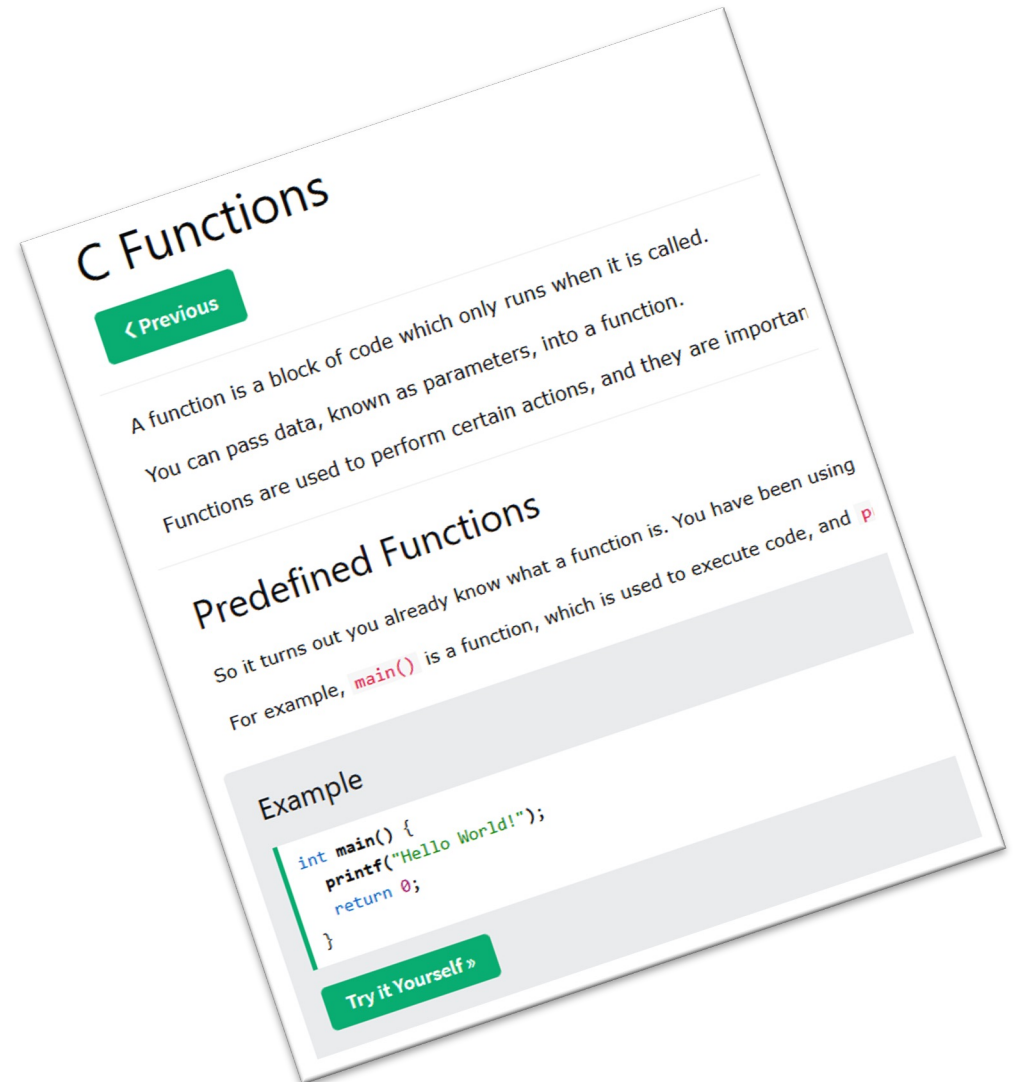 C Functions
❮ Previous
A function is a block of code which only runs when it is called.
You can pass data, known as parameters, into a function.
Functions are used to perform certain actions, and they are importan
Predefined Functions
So it turns out you already know what a function is. You have been using
For example, main() is a function, which is used to execute code, and p
Example
int main() {
printf("Hello World!");
return 0;
}
Try it Yourself »